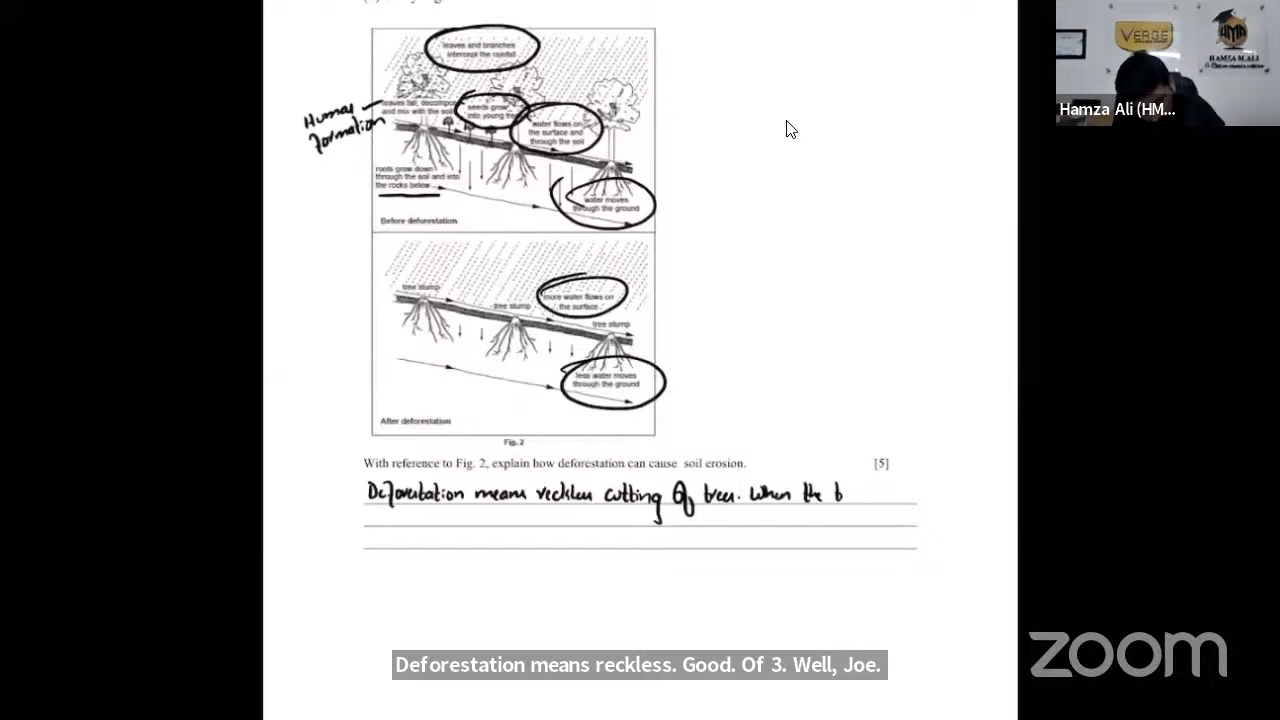 leaves and branches
intercept the rainfall
VERGE
HMA
HAMZA M.ALI
Hamza Ali (HM...
Humus
formation
leaves fall, decompose
and mix with the soil
seeds grow
into young tre
water flows on
the surface and
through the soil
roots grow down
through the soil and into
the rocks below
water moves
through the ground
Before deforestation
tree stump
more water flows on
the surface
tree stump
tree stump
less water moves
through the ground
After deforestation
Fig. 2
With reference to Fig. 2, explain how deforestation can cause soil erosion. [5]
Deforestation means reckless cutting of trees. When the b
Deforestation means reckless. Good. Of 3. Well, Joe.
zoom